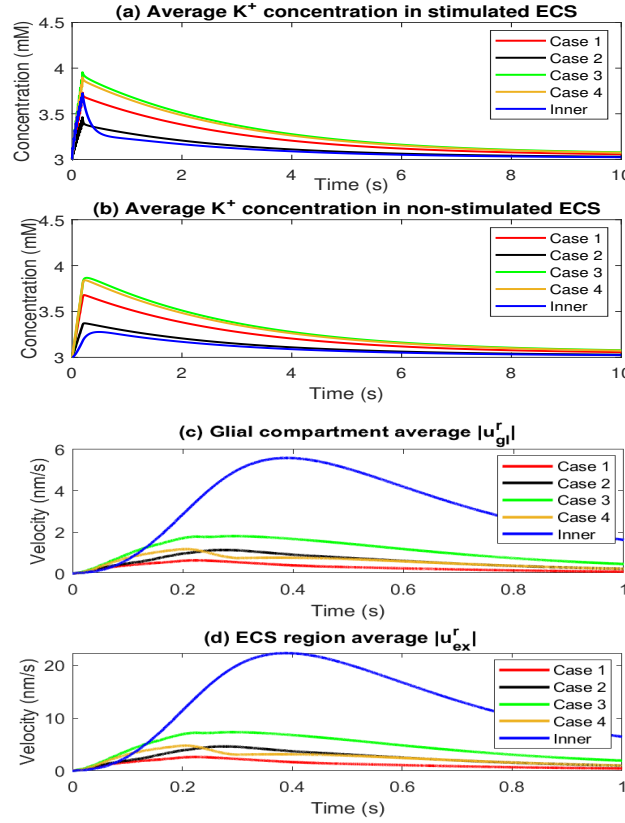 (a) Average K+ concentration in stimulated ECS
4.5
4
3.5
3
Concentration (mM)
Case 1
Case 2
Case 3
Case 4
Inner
0 2 4 6 8 10
Time (s)
(b) Average K+ concentration in non-stimulated ECS
4.5
4
3.5
3
Concentration (mM)
Case 1
Case 2
Case 3
Case 4
Inner
0 2 4 6 8 10
Time (s)
(c) Glial compartment average |u_gl^r|
6
4
2
0
Velocity (nm/s)
Case 1
Case 2
Case 3
Case 4
Inner
0 0.2 0.4 0.6 0.8 1
Time (s)
(d) ECS region average |u_ex^r|
20
10
0
Velocity (nm/s)
Case 1
Case 2
Case 3
Case 4
Inner
0 0.2 0.4 0.6 0.8 1
Time (s)